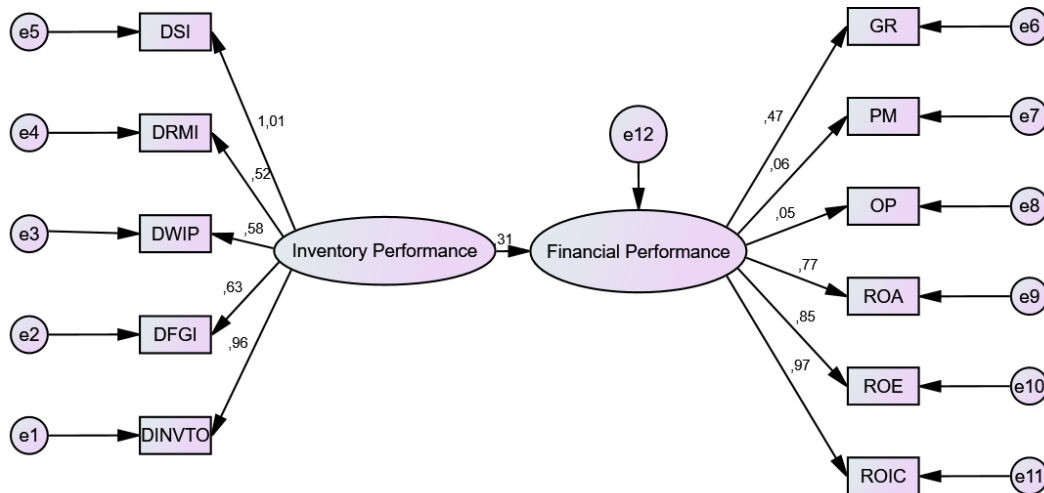 e5
DSI
1,01
e4
DRMI
,52
e3
DWIP
,58
Inventory Performance
e2
DFGI
,63
e1
DINVTO
,96
,31
e12
Financial Performance
,47
GR
e6
,06
PM
e7
,05
OP
e8
,77
ROA
e9
,85
ROE
e10
,97
ROIC
e11